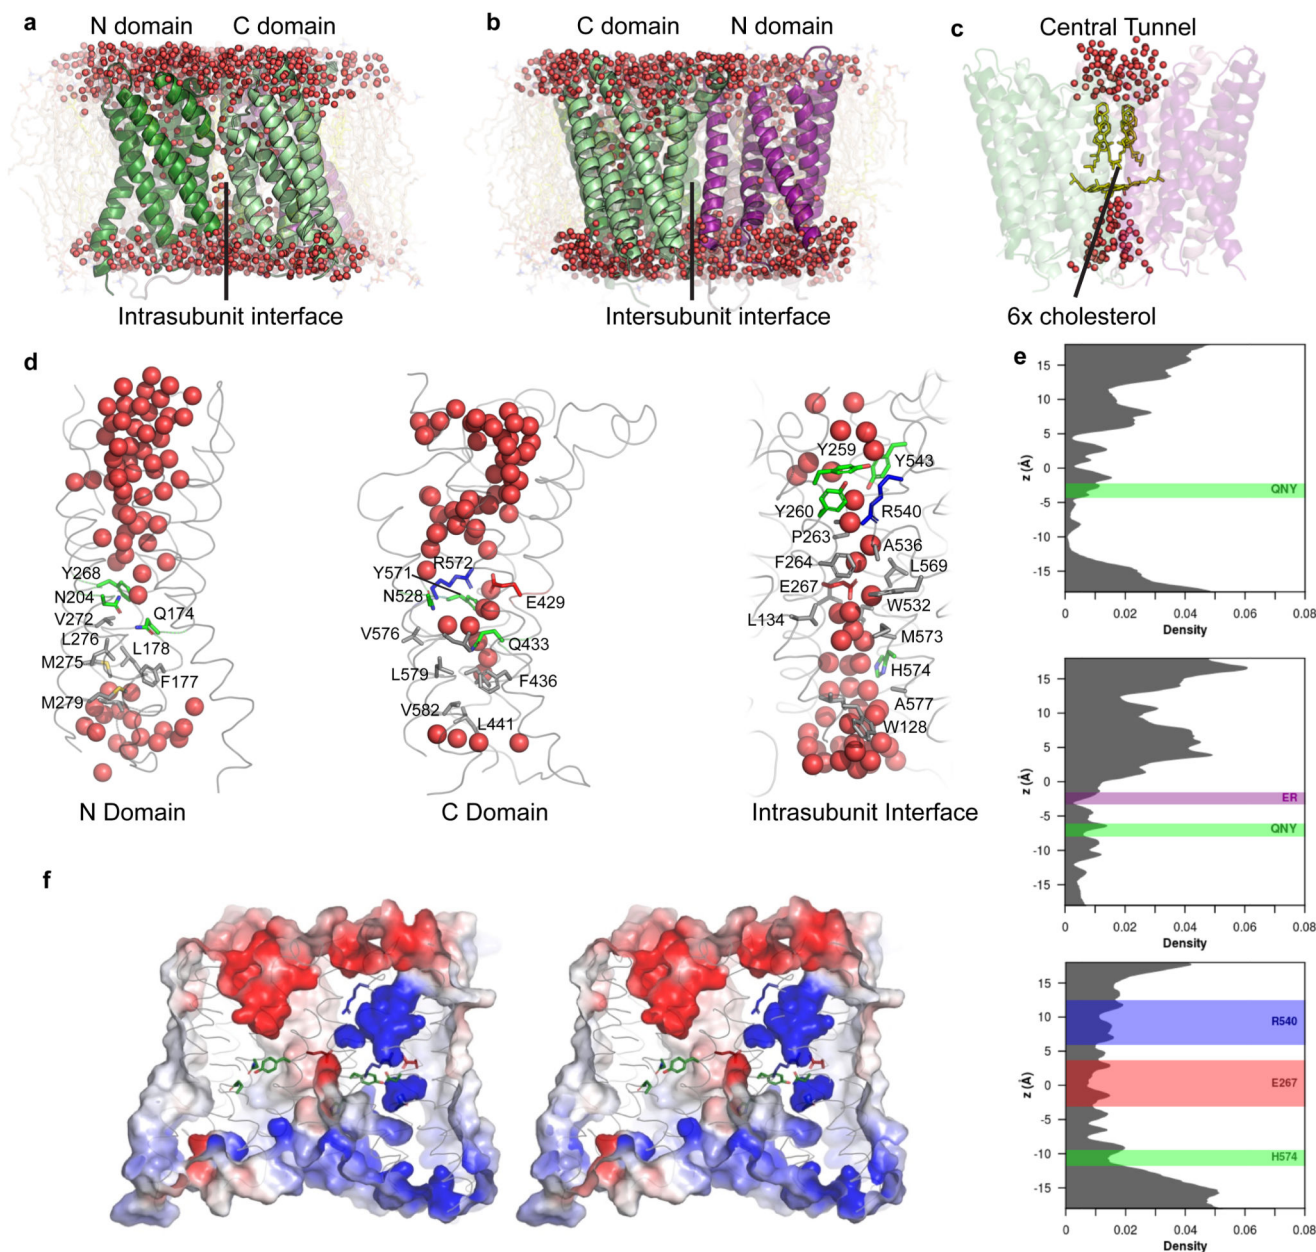 a
N domain
C domain
Intrasubunit interface
b
C domain
N domain
Intersubunit interface
c
Central Tunnel
6x cholesterol
d
Y268
N204
Q174
V272
L276
L178
M275
F177
M279
N Domain
R572
Y571
N528
E429
V576
Q433
L579
F436
V582
L441
C Domain
Y259
Y543
Y260
R540
P263
A536
F264
L569
E267
W532
L134
M573
H574
A577
W128
Intrasubunit Interface
e
15
10
5
0
-5
-10
-15
z (Å)
QNY
0
0.02
0.04
0.06
0.08
Density
15
10
5
0
-5
-10
-15
z (Å)
ER
QNY
0
0.02
0.04
0.06
0.08
Density
15
10
5
0
-5
-10
-15
z (Å)
R540
E267
H574
0
0.02
0.04
0.06
0.08
Density
f